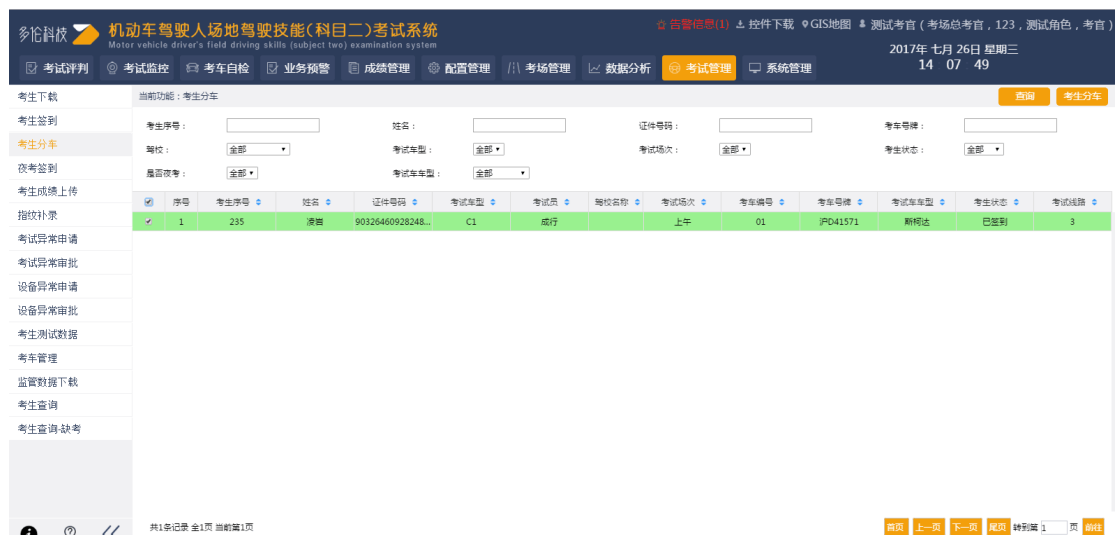 多伦科技
机动车驾驶人场地驾驶技能(科目二)考试系统
Motor vehicle driver's field driving skills (subject two) examination system
告警信息(1) 控件下载 GIS地图 测试考官(考场总考官,123,测试角色,考官)
2017年 七月 26日 星期三
14 07 49
考试评判 考试监控 考车自检 业务预警 成绩管理 配置管理 考场管理 数据分析 考试管理 系统管理
考生下载
考生签到
考生分车
夜考签到
考生成绩上传
指纹补录
考试异常申请
考试异常审批
设备异常申请
设备异常审批
考生测试数据
考车管理
监管数据下载
考生查询
考生查询-缺考
当前功能:考生分车 查询 考生分车
考生序号: 姓名: 证件号码: 考车号牌:
驾校: 全部 考试车型: 全部 考试场次: 全部 考生状态: 全部
是否夜考: 全部 考试车车型: 全部
序号 考生序号 姓名 证件号码 考试车型 考试员 驾校名称 考试场次 考车编号 考车号牌 考试车车型 考生状态 考试线路
1 235 凌岩 90326460928248... C1 成行 上午 01 沪D41571 斯柯达 已签到 3
共1条记录 全1页 当前第1页 首页 上一页 下一页 尾页 转到第 1 页 前往